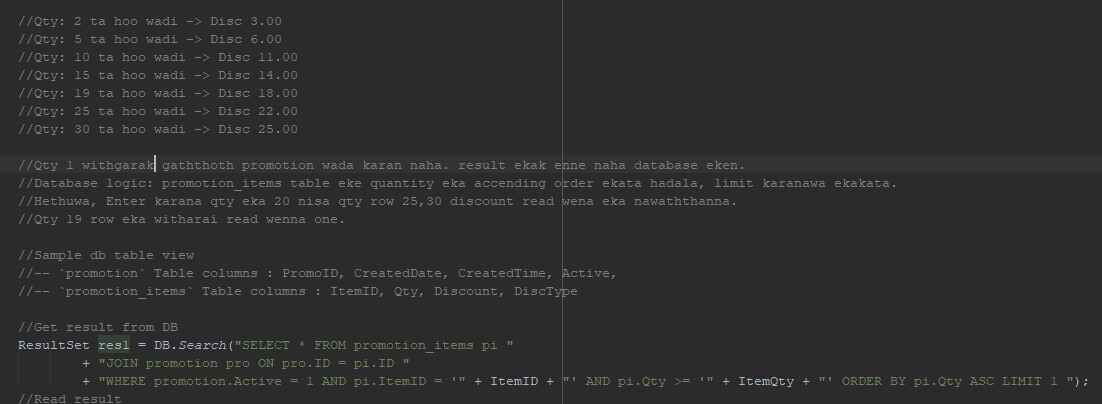 //Qty: 2 ta hoo wadi -> Disc 3.00
//Qty: 5 ta hoo wadi -> Disc 6.00
//Qty: 10 ta hoo wadi -> Disc 11.00
//Qty: 15 ta hoo wadi -> Disc 14.00
//Qty: 19 ta hoo wadi -> Disc 18.00
//Qty: 25 ta hoo wadi -> Disc 22.00
//Qty: 30 ta hoo wadi -> Disc 25.00
//Qty 1 withgarak gaththoth promotion wada karan naha. result ekak enne naha database eken.
//Database logic: promotion_items table eke quantity eka accending order ekata hadala, limit karanawa ekakata.
//Hethuwa, Enter karana qty eka 20 nisa qty row 25,30 discount read wena eka nawaththanna.
//Qty 19 row eka witharai read wenna one.
//Sample db table view
//-- `promotion` Table columns : PromoID, CreatedDate, CreatedTime, Active,
//-- `promotion_items` Table columns : ItemID, Qty, Discount, DiscType
//Get result from DB
ResultSet res1 = DB.Search("SELECT * FROM promotion_items pi "
+ "JOIN promotion pro ON pro.ID = pi.ID "
+ "WHERE promotion.Active = 1 AND pi.ItemID = '" + ItemID + "' AND pi.Qty >= '" + ItemQty + "' ORDER BY pi.Qty ASC LIMIT 1 ");
//Read result